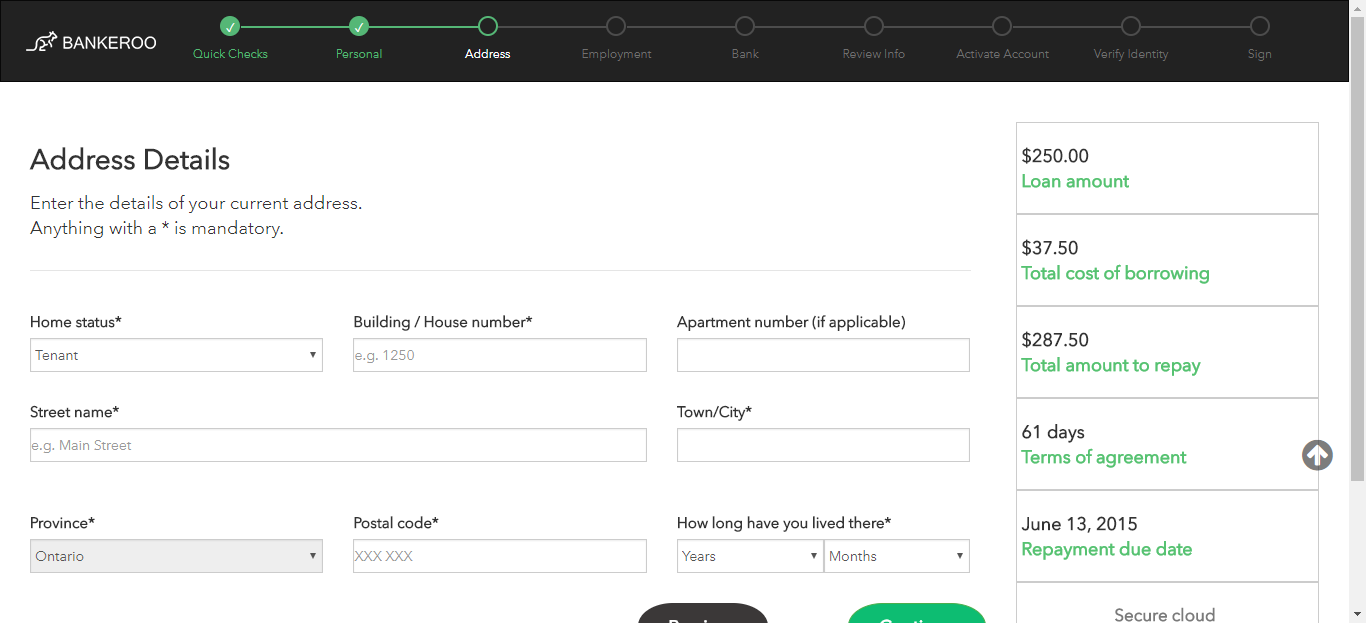 BANKEROO
Quick Checks
Personal
Address
Employment
Bank
Review Info
Activate Account
Verify Identity
Sign
Address Details
Enter the details of your current address.
Anything with a * is mandatory.
Home status*
Building / House number*
Apartment number (if applicable)
Tenant
e.g. 1250
Street name*
Town/City*
e.g. Main Street
Province*
Postal code*
How long have you lived there*
Ontario
XXX XXX
Years
Months
$250.00
Loan amount
$37.50
Total cost of borrowing
$287.50
Total amount to repay
61 days
Terms of agreement
June 13, 2015
Repayment due date
Secure cloud